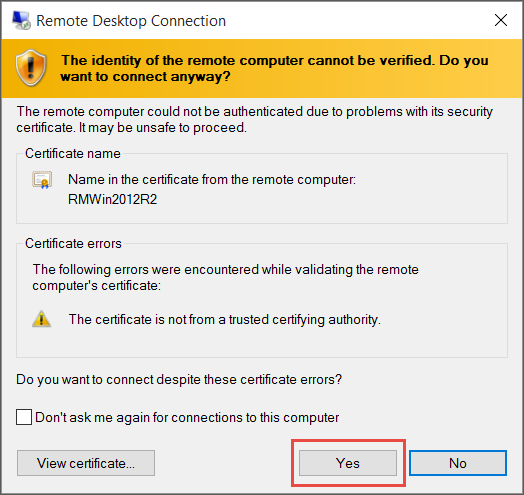 Remote Desktop Connection
The identity of the remote computer cannot be verified. Do you
want to connect anyway?
The remote computer could not be authenticated due to problems with its security
certificate. It may be unsafe to proceed.
Certificate name
Name in the certificate from the remote computer:
RMWin2012R2
Certificate errors
The following errors were encountered while validating the remote
computer's certificate:
The certificate is not from a trusted certifying authority.
Do you want to connect despite these certificate errors?
Don't ask me again for connections to this computer
View certificate... Yes No